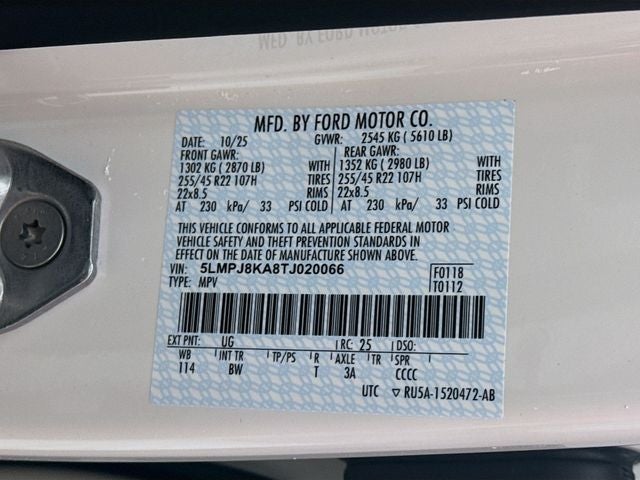 MFD. BY FORD MOTOR CO.
DATE: 10/25 GVWR: 2545 KG ( 5610 LB)
FRONT GAWR: REAR GAWR:
1302 KG ( 2870 LB) WITH 1352 KG ( 2980 LB) WITH
255/45 R22 107H TIRES 255/45 R22 107H TIRES
22x8.5 RIMS 22x8.5 RIMS
AT 230 kPa/ 33 PSI COLD AT 230 kPa/ 33 PSI COLD
THIS VEHICLE CONFORMS TO ALL APPLICABLE FEDERAL MOTOR
VEHICLE SAFETY AND THEFT PREVENTION STANDARDS IN
EFFECT ON THE DATE OF MANUFACTURE SHOWN ABOVE.
VIN: 5LMPJ8KA8TJ020066 F0118
TYPE: MPV T0112
EXT PNT: UG RC: 25 DSO:
WB INT TR TP/PS R AXLE TR SPR
114 BW T 3A CCCC
UTC ▽ RU5A-1520472-AB